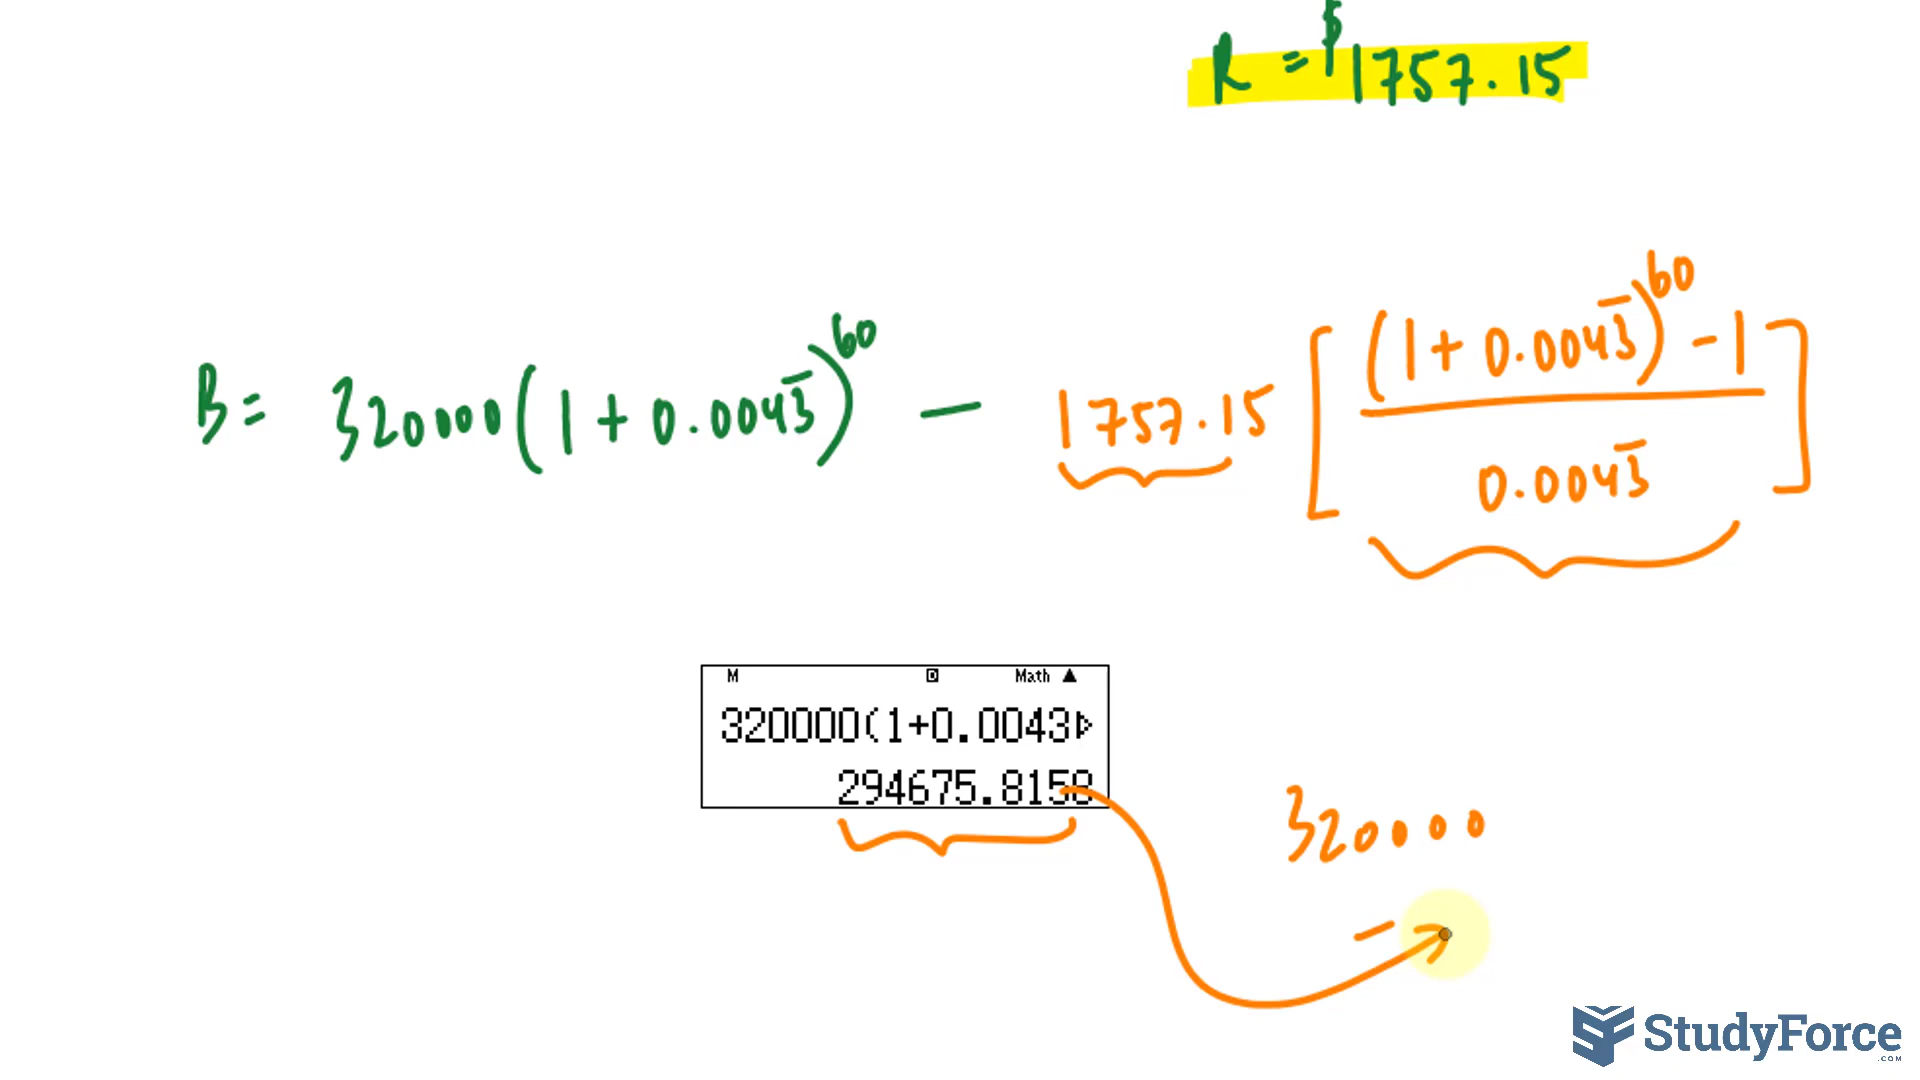 R = $1757.15
B = 320000(1 + 0.0043̅)^60 — 1757.15 [ (1 + 0.0043̅)^60 - 1 / 0.0043̅ ]
M D Math ▲
320000(1+0.0043▷
294675.8158
320000
-
StudyForce
.COM